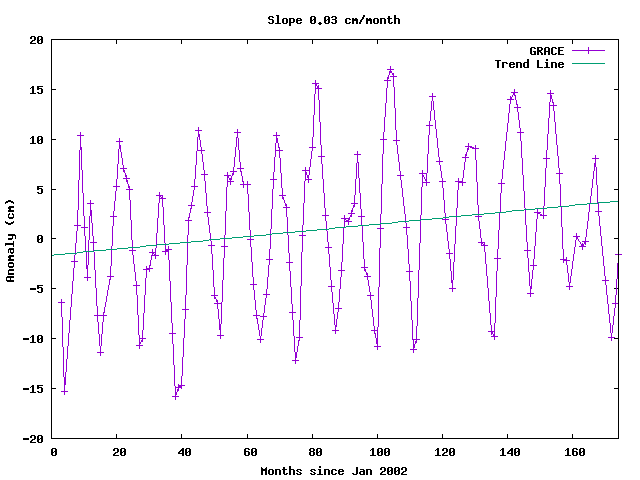 Slope 0.03 cm/month
GRACE
Trend Line
20
15
10
5
0
-5
-10
-15
-20
Anomaly (cm)
0 20 40 60 80 100 120 140 160
Months since Jan 2002